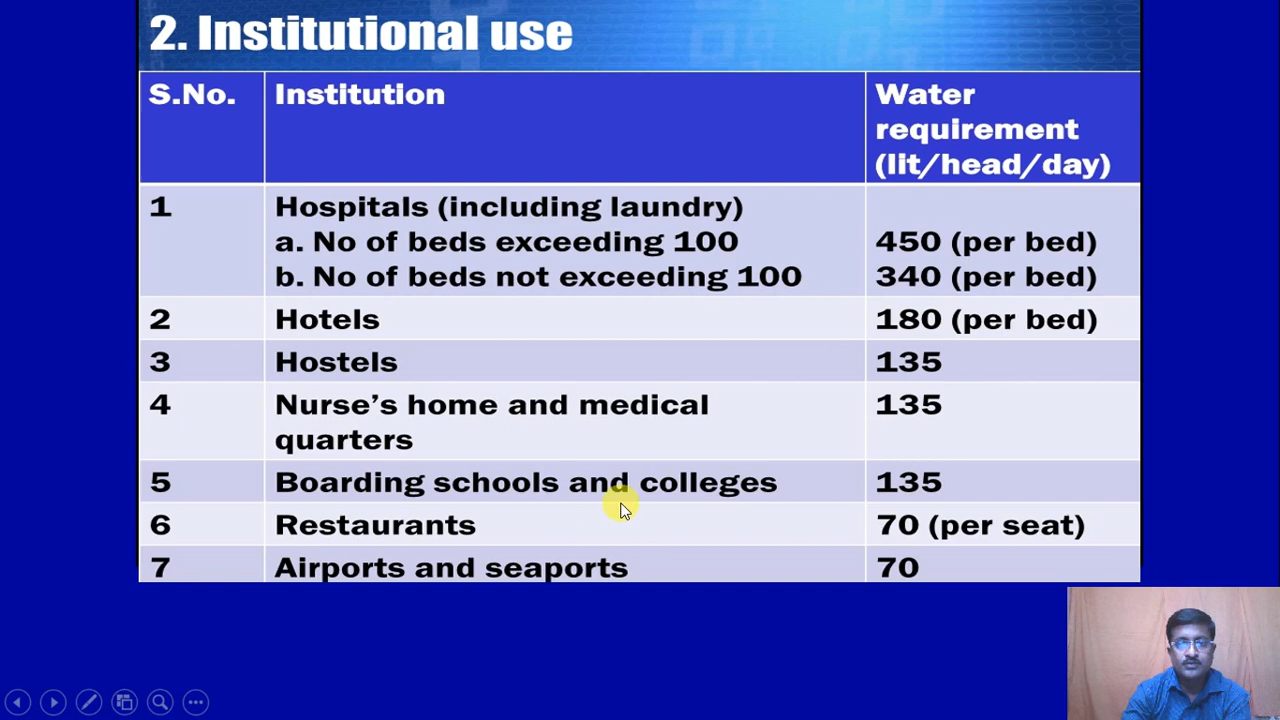 2. Institutional use
S.No. Institution Water
requirement
(lit/head/day)
1 Hospitals (including laundry)
a. No of beds exceeding 100 450 (per bed)
b. No of beds not exceeding 100 340 (per bed)
2 Hotels 180 (per bed)
3 Hostels 135
4 Nurse’s home and medical 135
quarters
5 Boarding schools and colleges 135
6 Restaurants 70 (per seat)
7 Airports and seaports 70